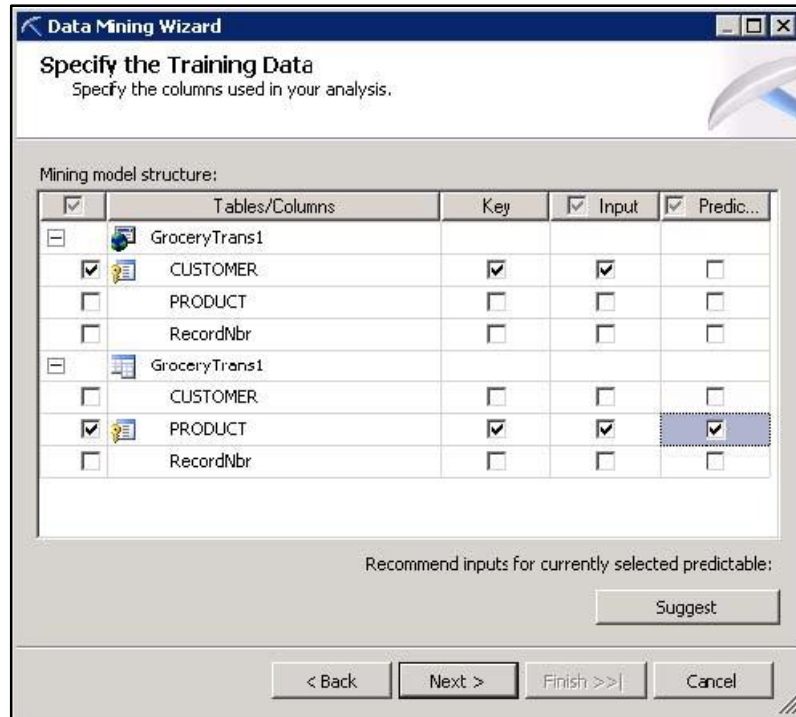 Data Mining Wizard
Specify the Training Data
Specify the columns used in your analysis.
Mining model structure:
Tables/Columns Key Input Predic...
GroceryTrans1
CUSTOMER
PRODUCT
RecordNbr
GroceryTrans1
CUSTOMER
PRODUCT
RecordNbr
Recommend inputs for currently selected predictable:
Suggest
< Back Next > Finish >>| Cancel